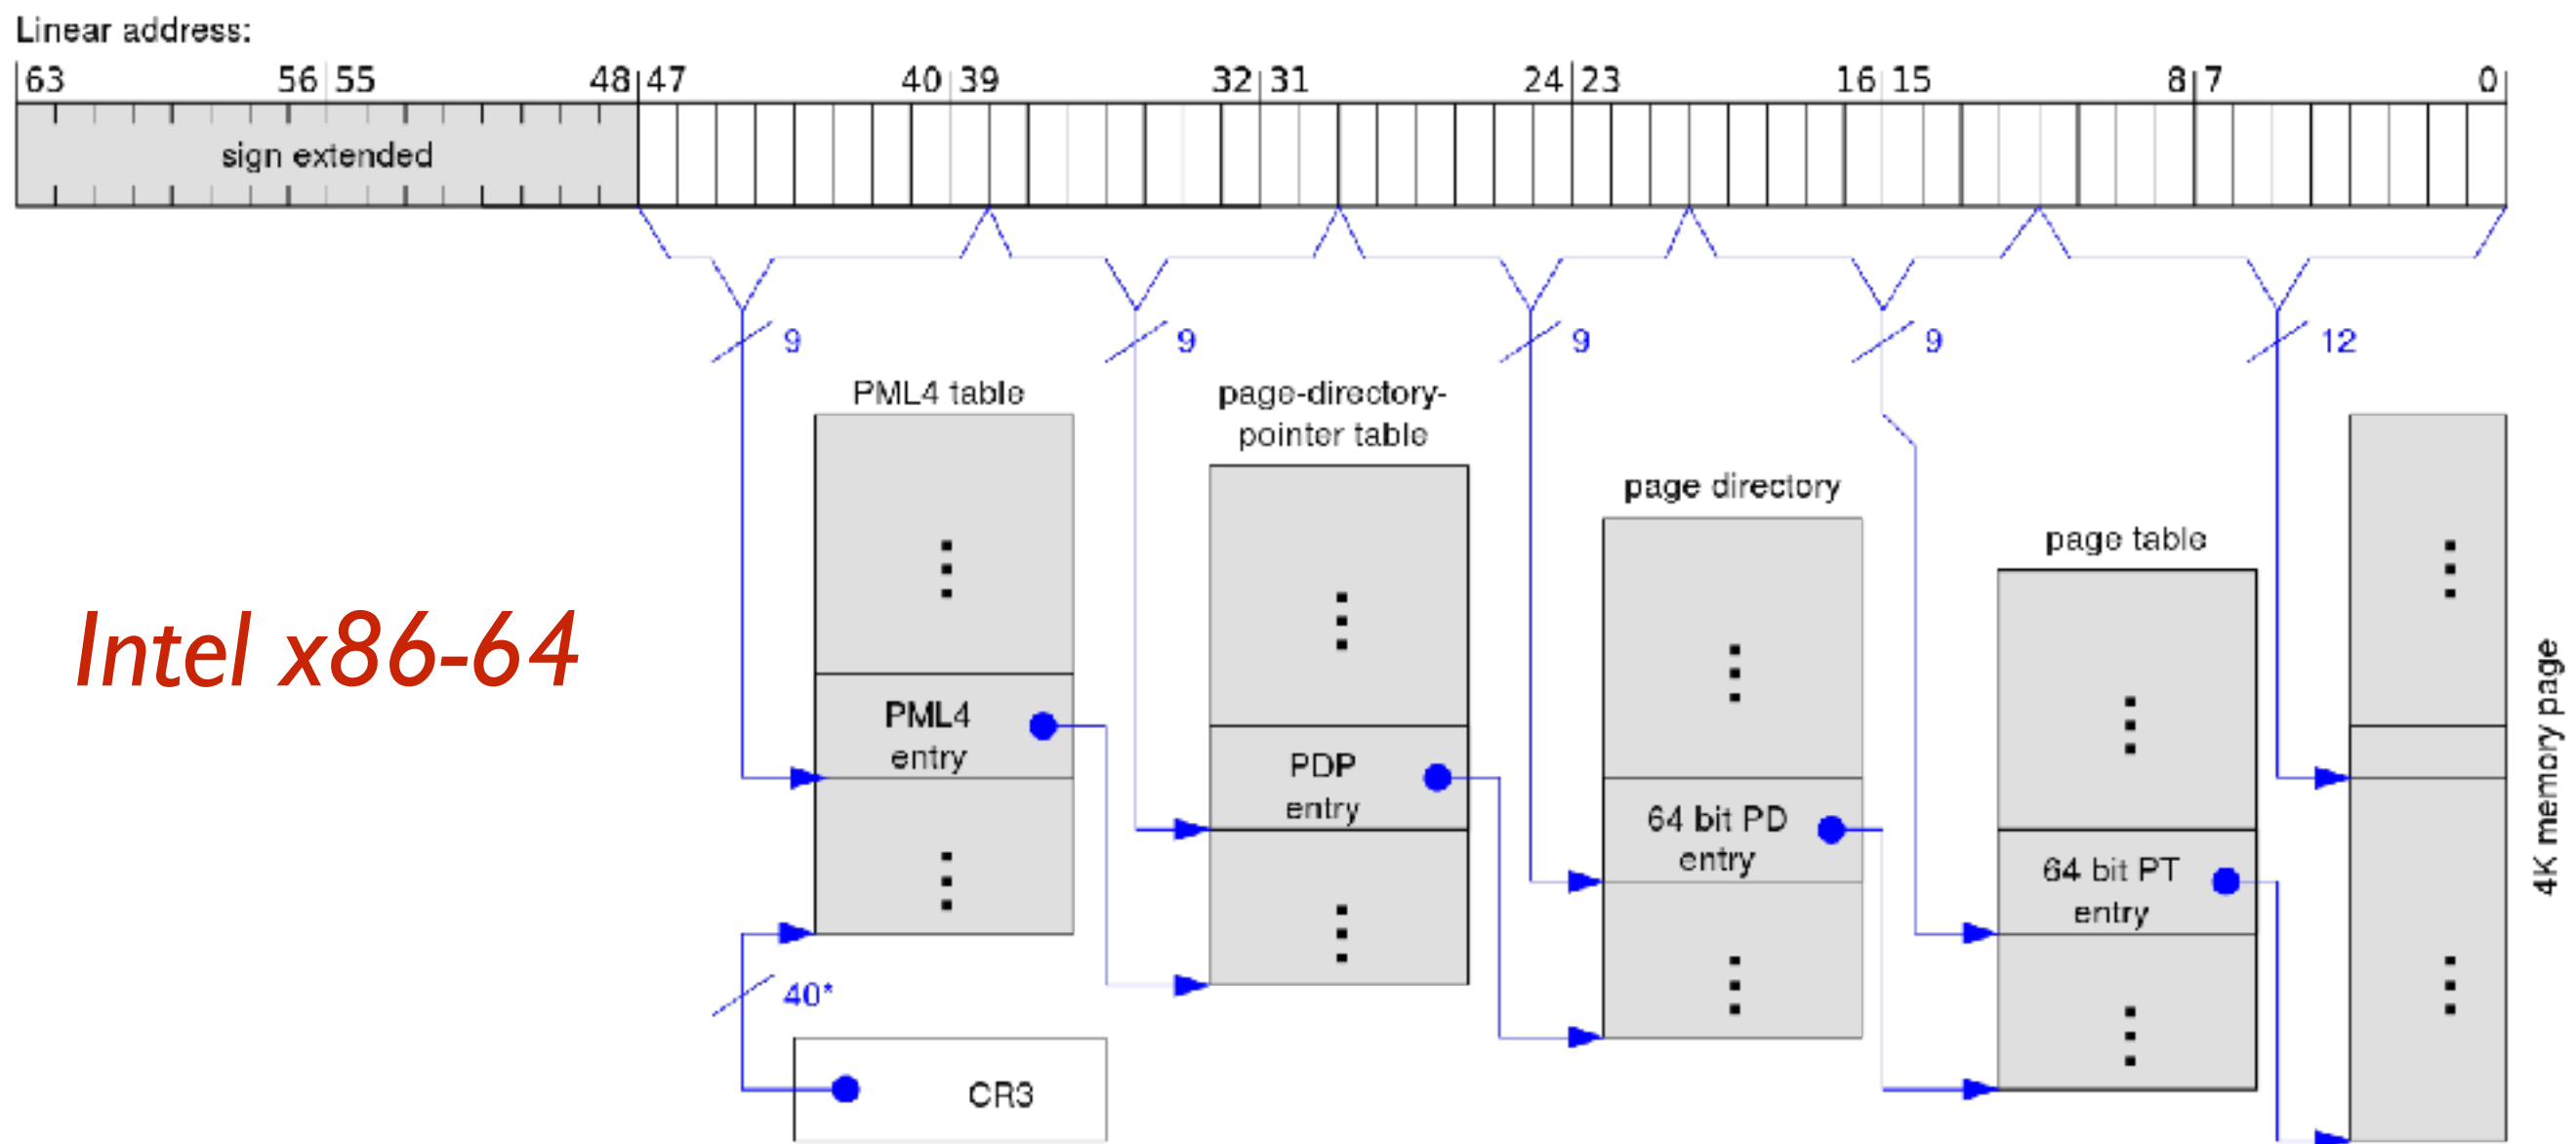 Linear address:
63 56 55 48 47 40 39 32 31 24 23 16 15 8 7 0
sign extended
9 9 9 9 12
PML4 table
page-directory-
pointer table
page directory
page table
Intel x86-64
PML4
entry
PDP
entry
64 bit PD
entry
64 bit PT
entry
4K memory page
40*
CR3